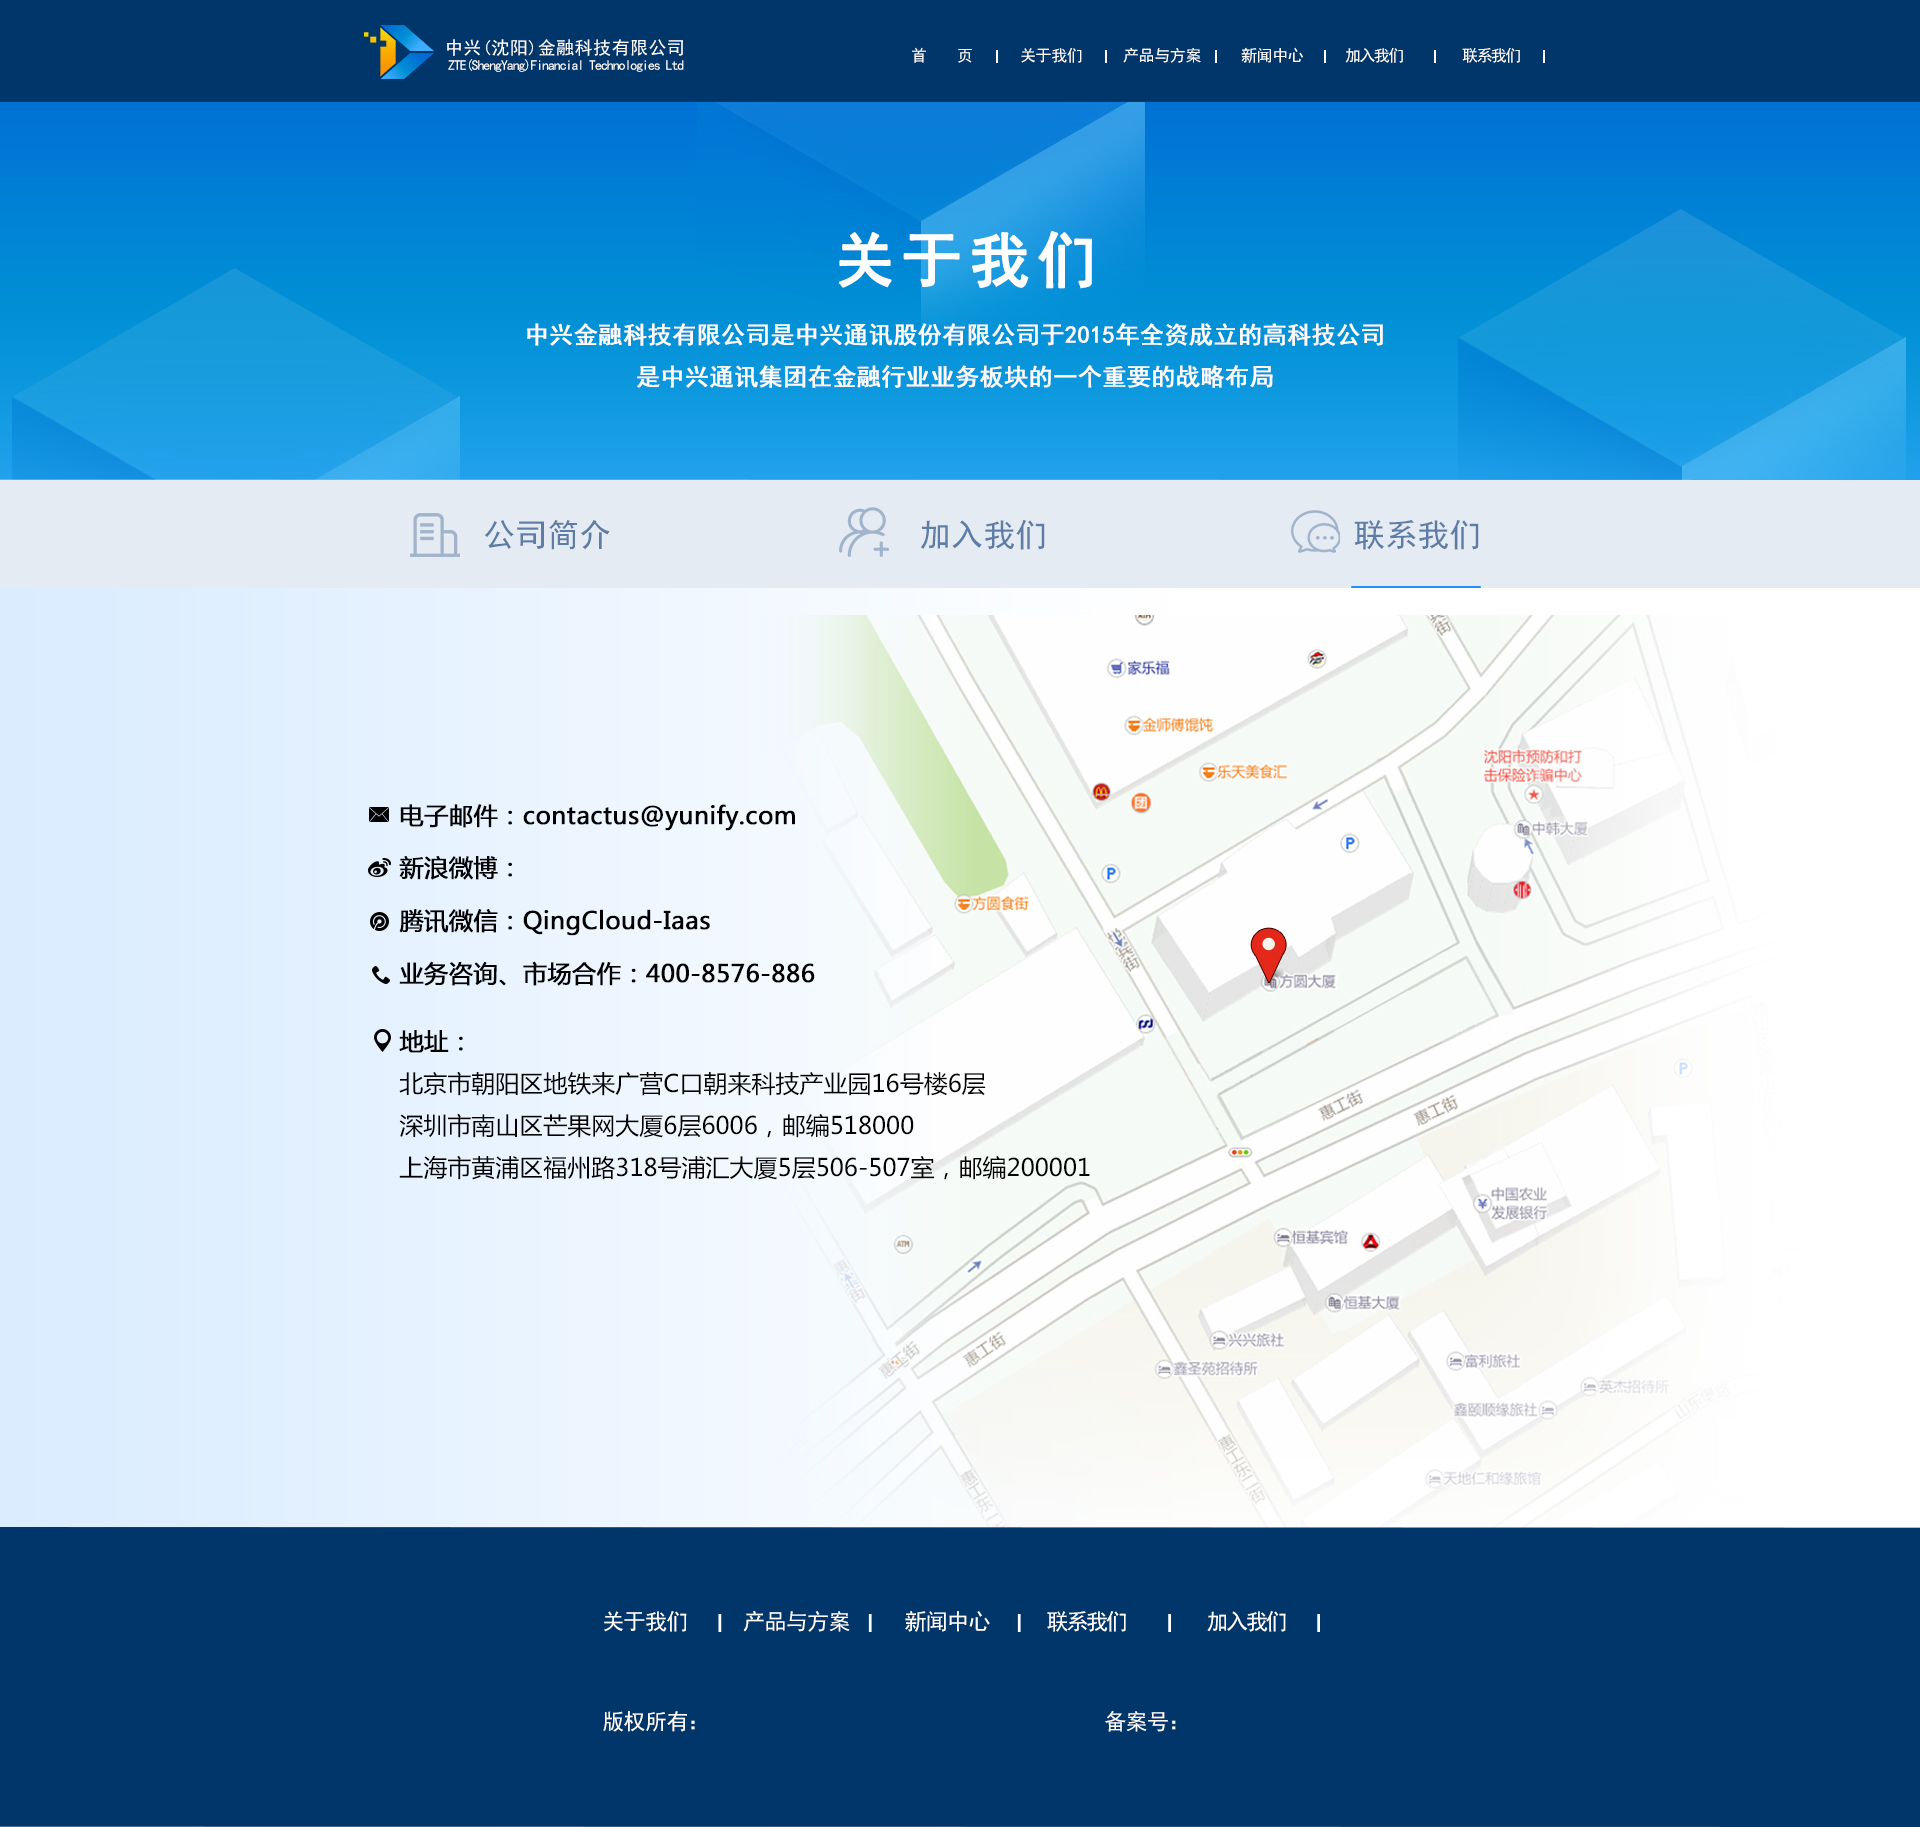 中兴(沈阳)金融科技有限公司
ZTE(ShengYang)Financial Technologies Ltd
首 页 | 关于我们 | 产品与方案 | 新闻中心 | 加入我们 | 联系我们 |
关于我们
中兴金融科技有限公司是中兴通讯股份有限公司于2015年全资成立的高科技公司
是中兴通讯集团在金融行业业务板块的一个重要的战略布局
公司简介
加入我们
联系我们
电子邮件：contactus@yunify.com
新浪微博：
腾讯微信：QingCloud-Iaas
业务咨询、市场合作：400-8576-886
地址：
北京市朝阳区地铁来广营C口朝来科技产业园16号楼6层
深圳市南山区芒果网大厦6层6006，邮编518000
上海市黄浦区福州路318号浦汇大厦5层506-507室，邮编200001
ATM
家乐福
金师傅馄饨
乐天美食汇
团
沈阳市预防和打
击保险诈骗中心
中韩大厦
P
P
方圆食街
方圆大厦
P
惠工街
惠工街
中国农业
发展银行
恒基宾馆
ATM
恒基大厦
兴兴旅社
惠工街
惠工街
鑫圣苑招待所
富利旅社
英杰招待所
鑫颐顺缘旅社
天地仁和缘旅馆
惠工东二街
关于我们 | 产品与方案 | 新闻中心 | 联系我们 | 加入我们 |
版权所有：
备案号：